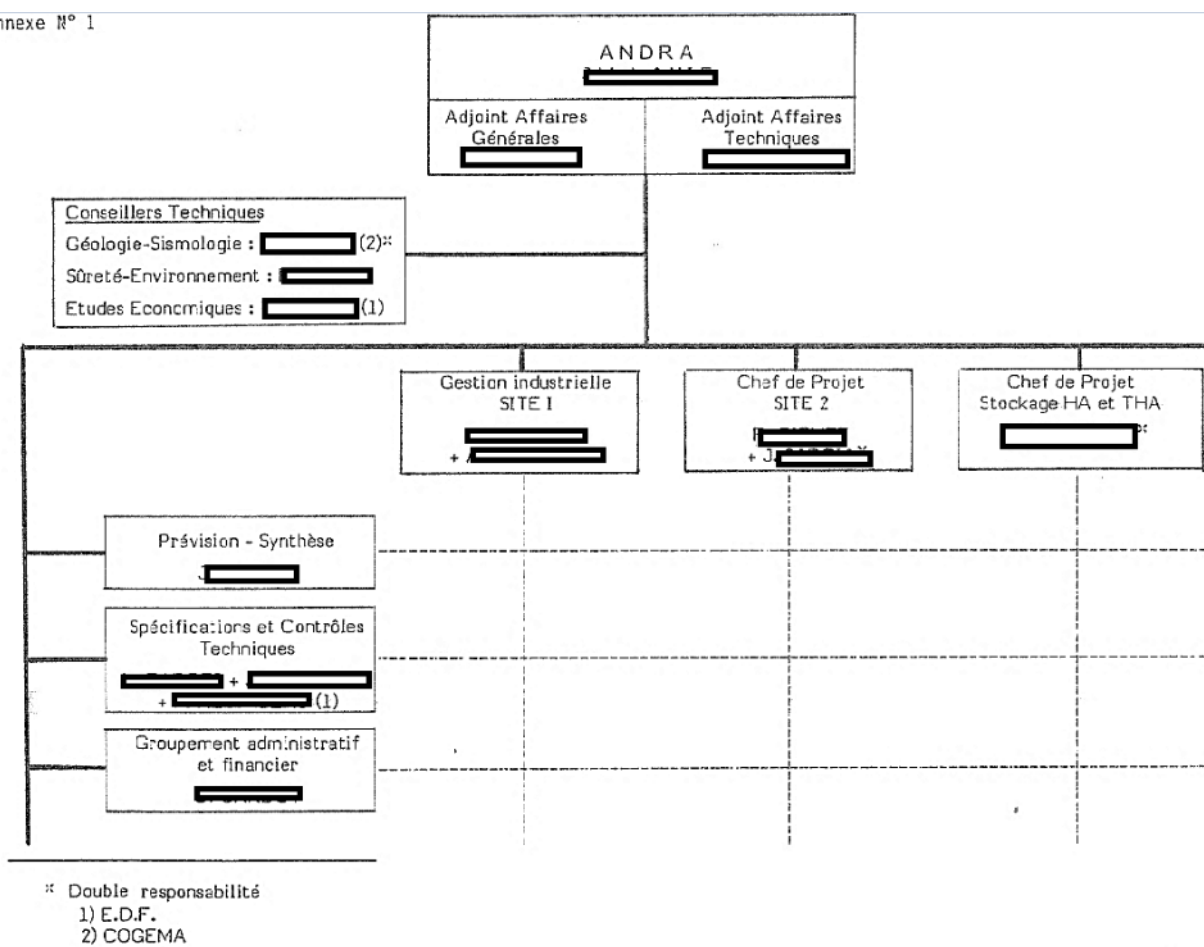 nnexe N° 1
ANDRA
Adjoint Affaires
Générales
Adjoint Affaires
Techniques
Conseillers Techniques
Géologie-Sismologie : (2)*
Sûreté-Environnement :
Etudes Economiques : (1)
Gestion industrielle
SITE 1
+ A
Chef de Projet
SITE 2
+ J.
Chef de Projet
Stockage HA et THA
*
Prévision - Synthèse
J
Spécifications et Contrôles
Techniques
+
+ (1)
Groupement administratif
et financier
* Double responsabilité
1) E.D.F.
2) COGEMA